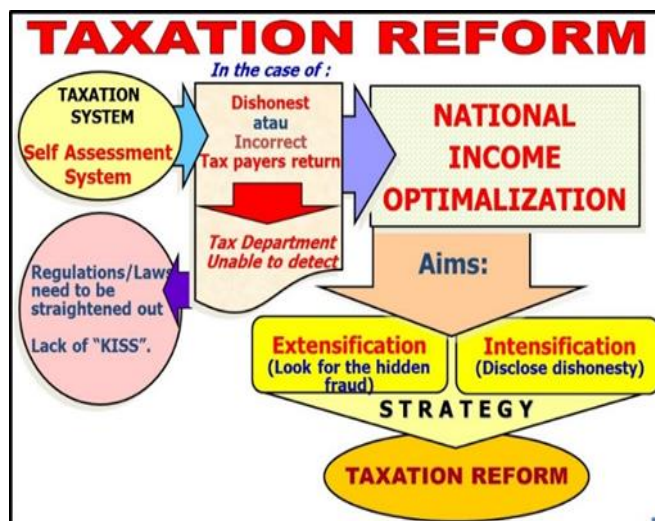 TAXATION REFORM
TAXATION
SYSTEM
Self Assessment
System
In the case of :
Dishonest
atau
Incorrect
Tax payers return
Tax Department
Unable to detect
NATIONAL
INCOME
OPTIMALIZATION
Regulations/Laws
need to be
straightened out
Lack of “KISS”.
Aims:
Extensification
(Look for the hidden
fraud)
Intensification
(Disclose dishonesty)
STRATEGY
TAXATION REFORM